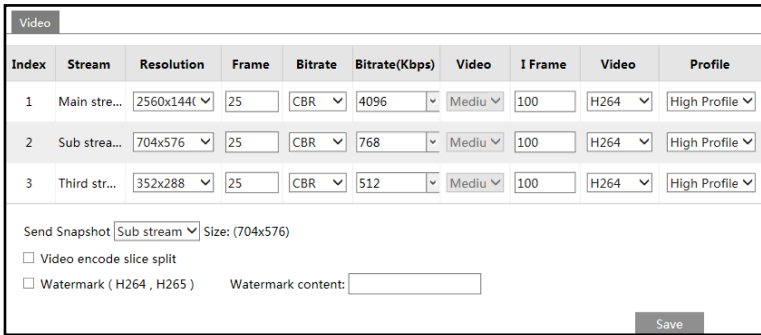 Video
Index Stream Resolution Frame Bitrate Bitrate(Kbps) Video I Frame Video Profile
1 Main stre... 2560x144( 25 CBR 4096 Mediu 100 H264 High Profile
2 Sub strea... 704x576 25 CBR 768 Mediu 100 H264 High Profile
3 Third str... 352x288 25 CBR 512 Mediu 100 H264 High Profile
Send Snapshot Sub stream Size: (704x576)
Video encode slice split
Watermark ( H264 , H265 ) Watermark content:
Save